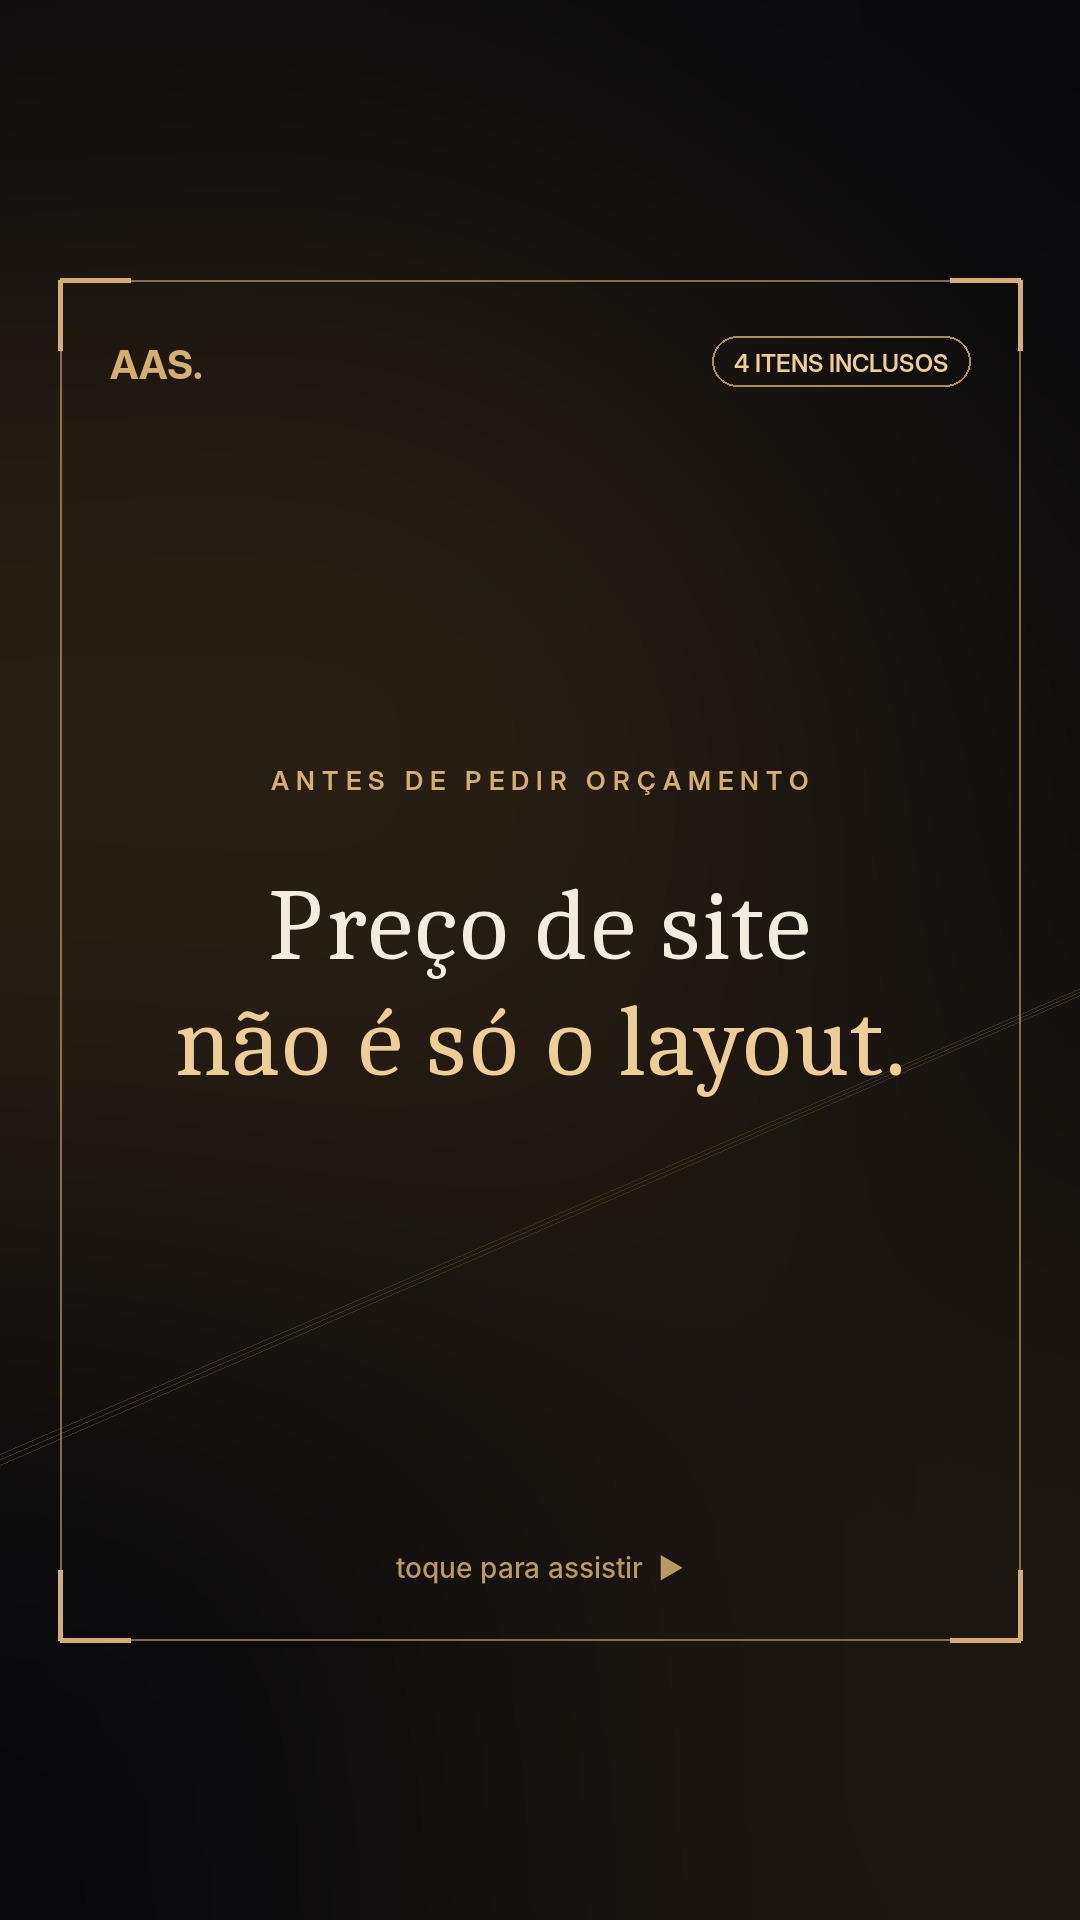 AAS.
4 ITENS INCLUSOS
ANTES DE PEDIR ORÇAMENTO
Preço de site
não é só o layout.
toque para assistir